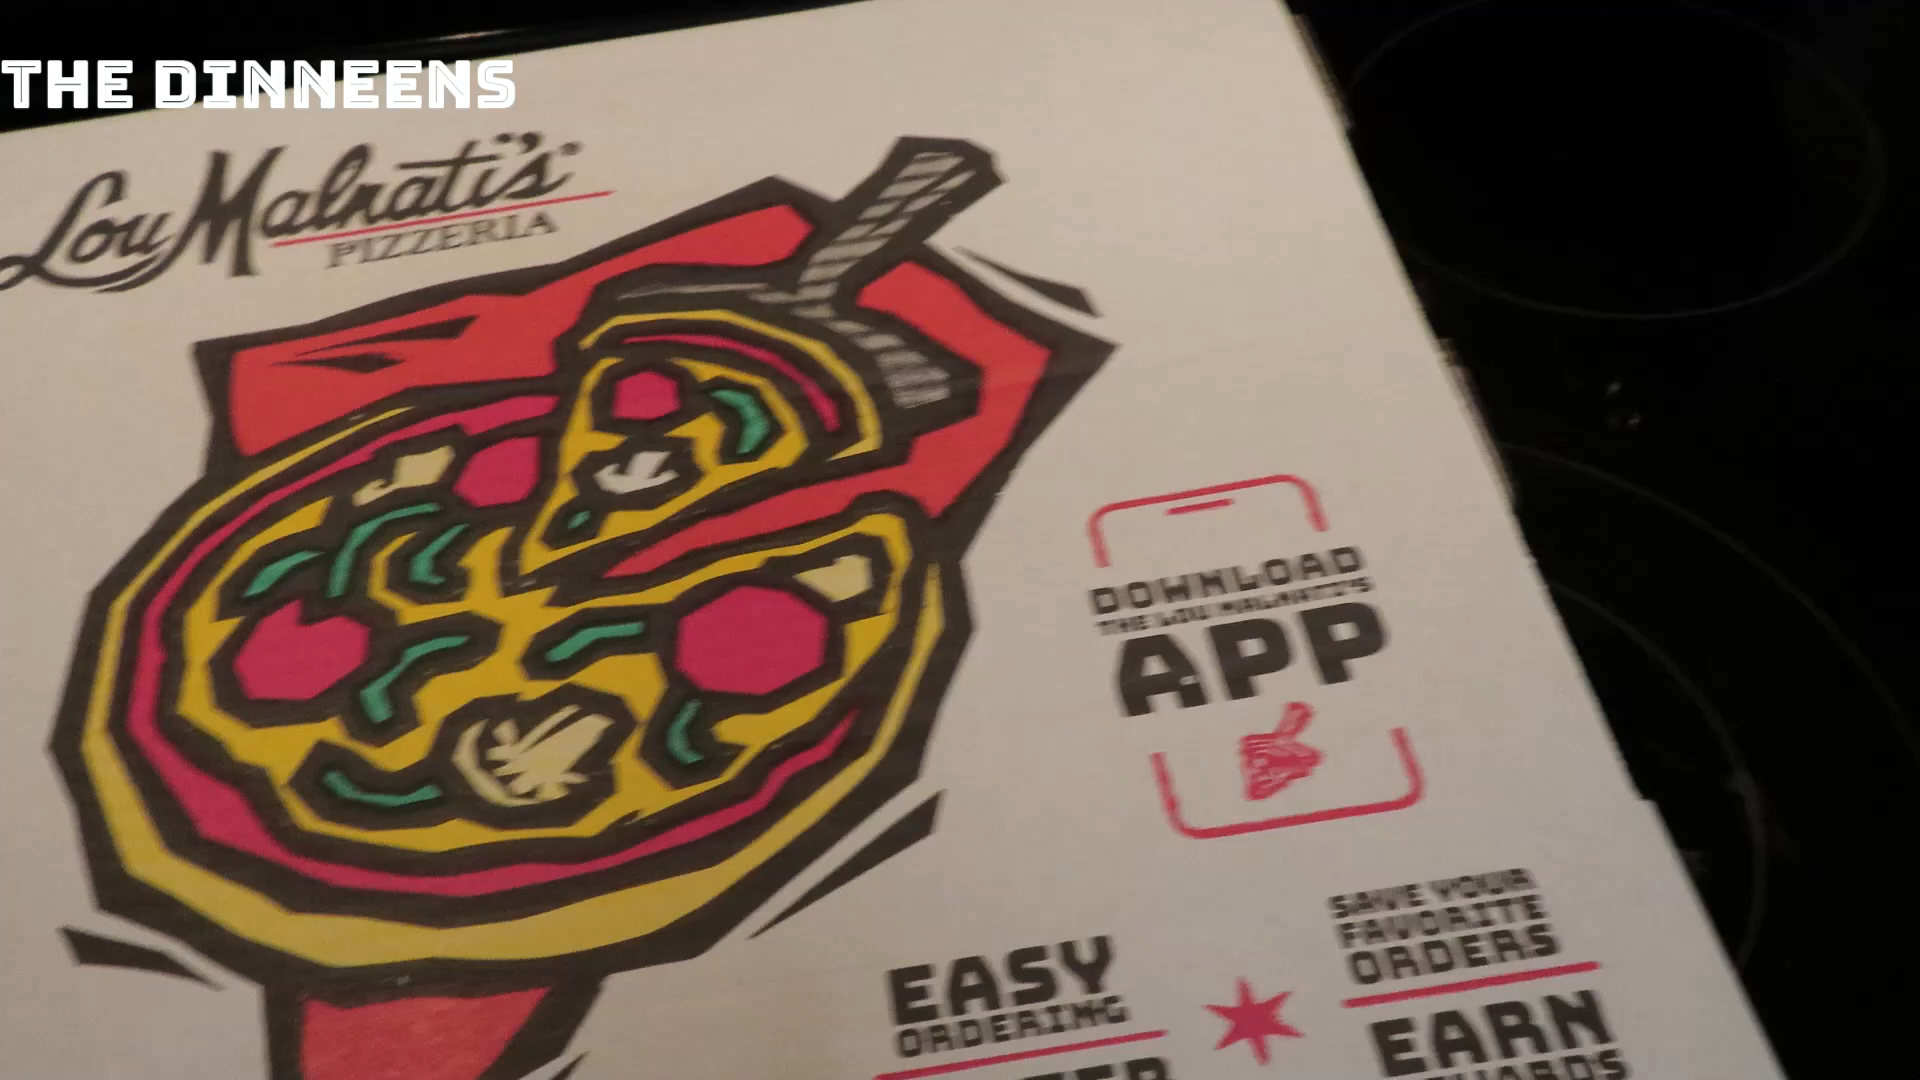 THE DINNEENS
Lou Malnati's
PIZZERIA
DOWNLOAD
THE LOU MALNATI'S
APP
SAVE YOUR
FAVORITE
ORDERS
EASY
ORDERING
EARN